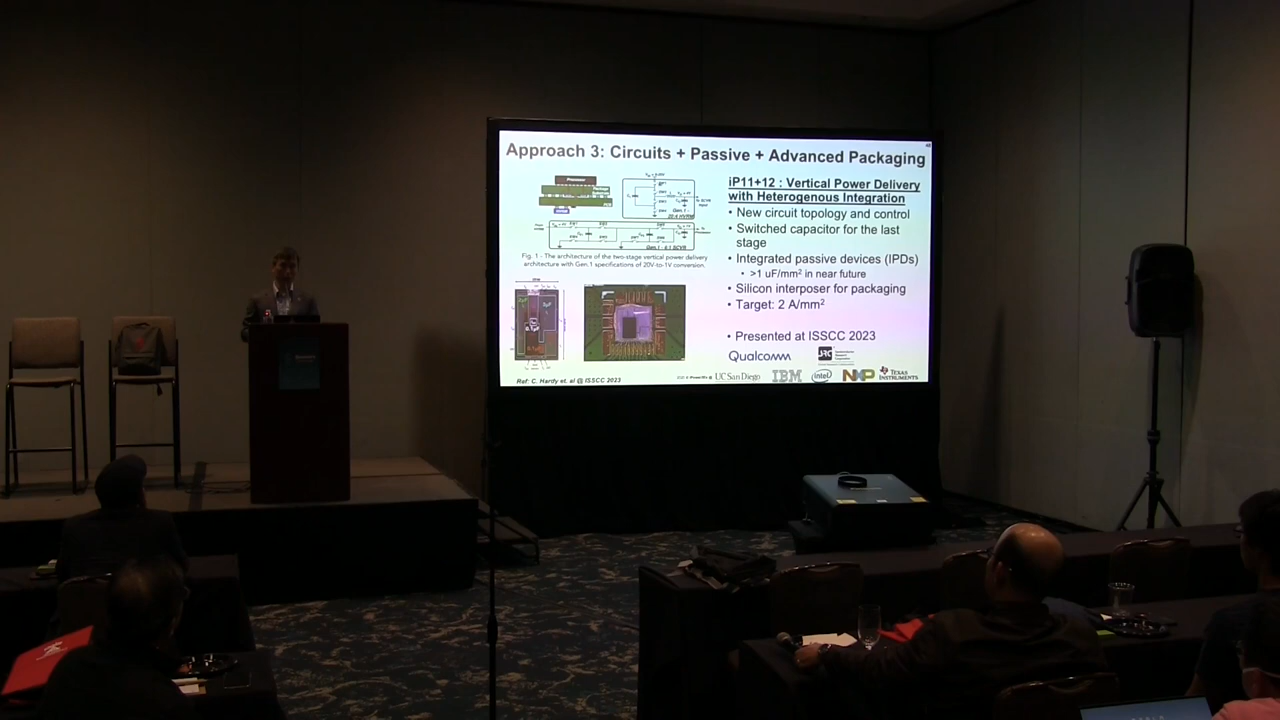 Approach 3: Circuits + Passive + Advanced Packaging
48
Processor
PCB
Fig. 1 - The architecture of the two-stage vertical power delivery
architecture with Gen.1 specifications of 20V-to-1V conversion.
iP11+12 : Vertical Power Delivery
with Heterogenous Integration
• New circuit topology and control
• Switched capacitor for the last
stage
• Integrated passive devices (IPDs)
• >1 uF/mm² in near future
• Silicon interposer for packaging
• Target: 2 A/mm²
• Presented at ISSCC 2023
Qualcomm
Ref: C. Hardy et. al @ ISSCC 2023
UC San Diego
IBM
intel
NXP
TEXAS
INSTRUMENTS